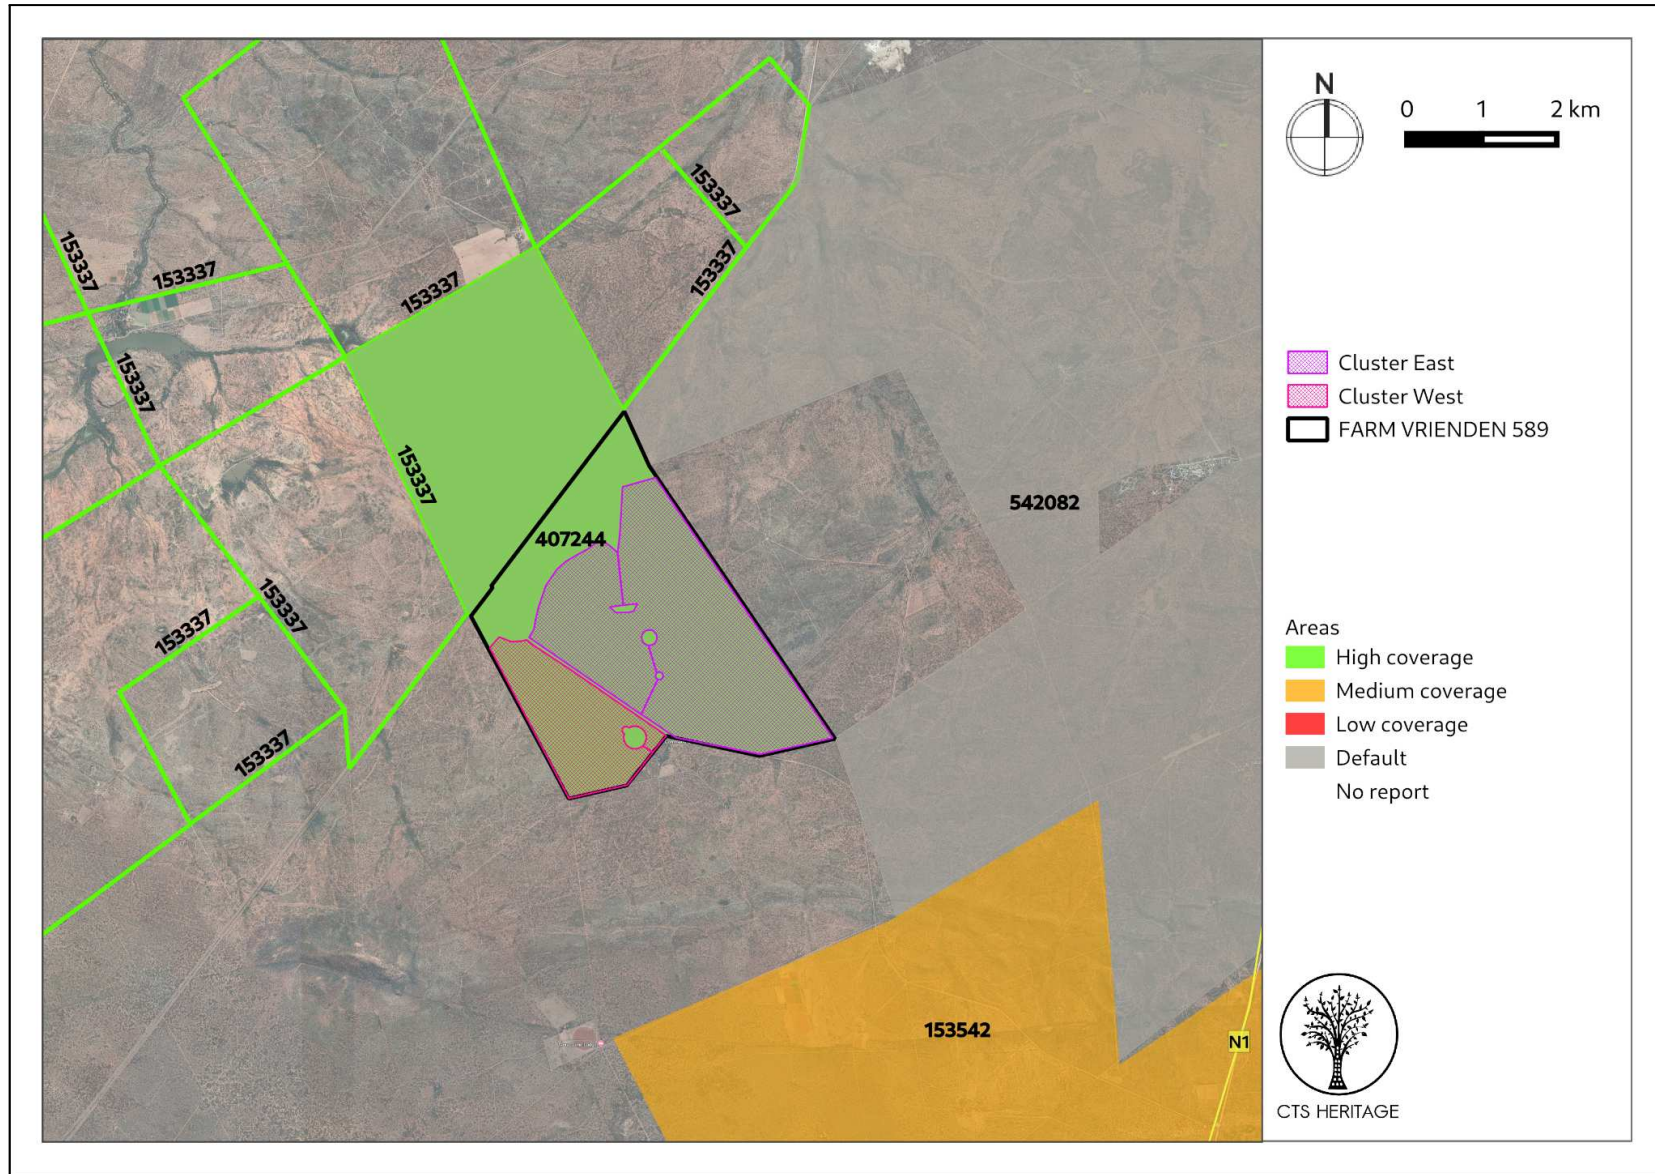 153337
153337
153337
153337
153337
153337
153337
153337
153337
153337
153337
407244
542082
153542
N1
N
0 1 2 km
Cluster East
Cluster West
FARM VRIENDEN 589
Areas
High coverage
Medium coverage
Low coverage
Default
No report
CTS HERITAGE